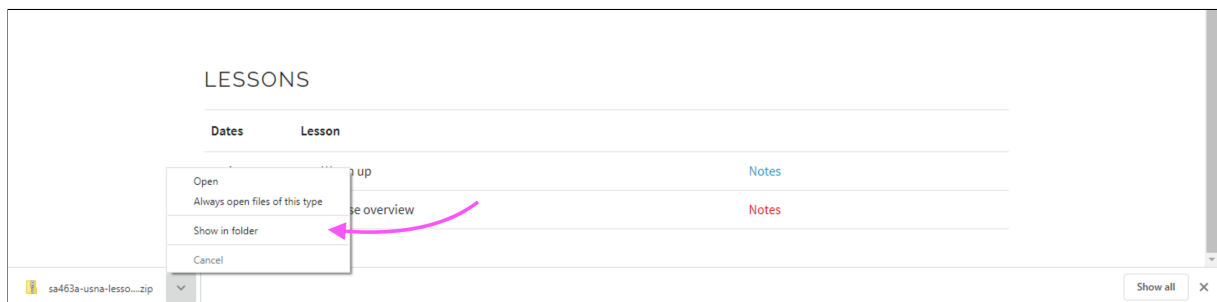 LESSONS
Dates Lesson
up Notes
Open
Always open files of this type
overview Notes
Show in folder
Cancel
sa463a-usna-lesso....zip Show all